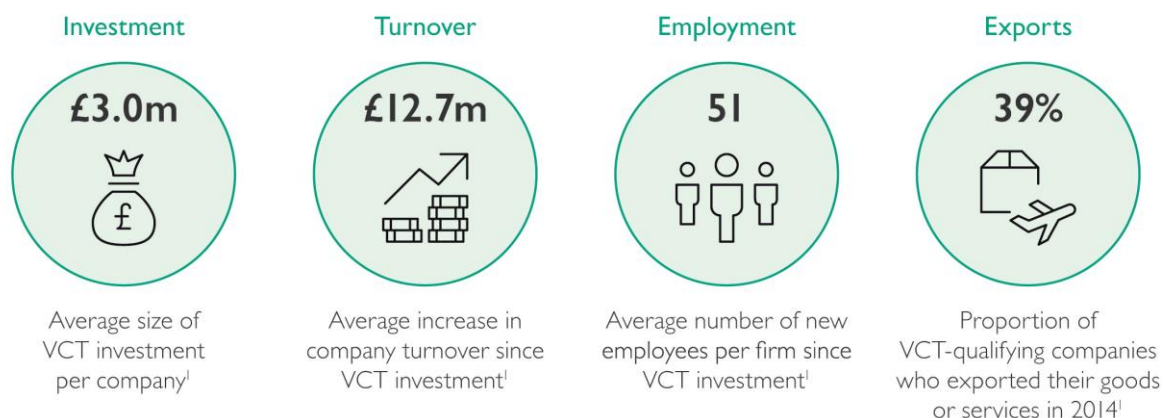 Investment
£3.0m
£
Average size of
VCT investment
per company¹
Turnover
£12.7m
Average increase in
company turnover since
VCT investment¹
Employment
51
Average number of new
employees per firm since
VCT investment¹
Exports
39%
Proportion of
VCT-qualifying companies
who exported their goods
or services in 2014¹